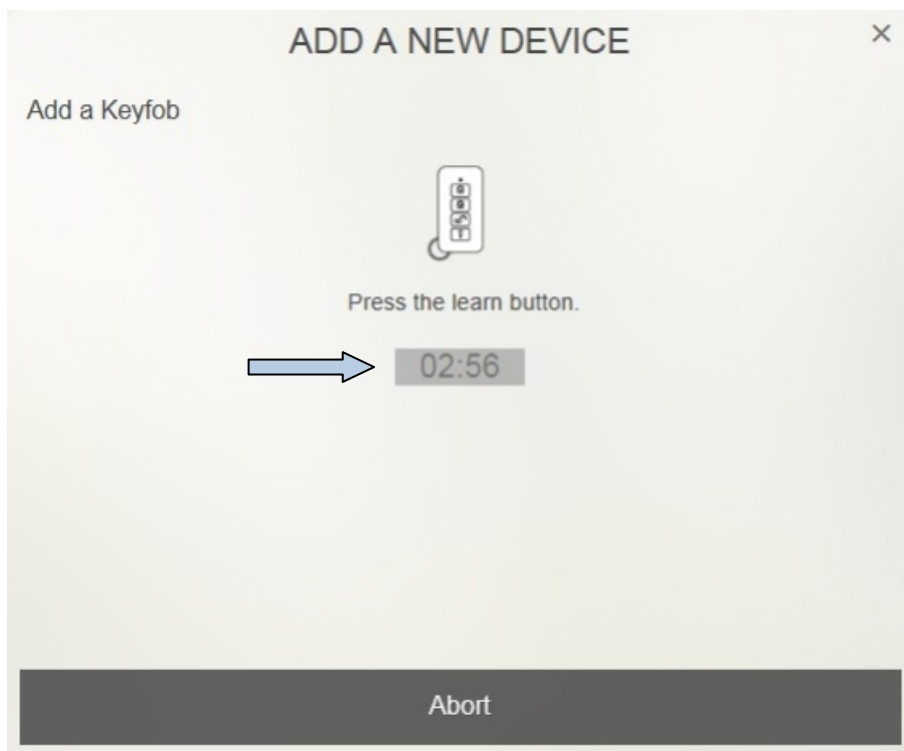 ADD A NEW DEVICE
×
Add a Keyfob
Press the learn button.
02:56
Abort